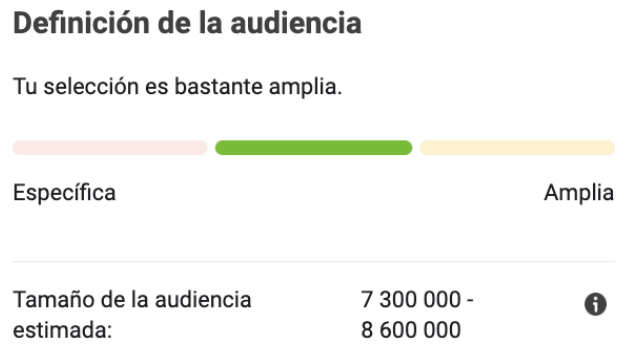 Definición de la audiencia
Tu selección es bastante amplia.
Específica
Amplia
Tamaño de la audiencia estimada:
7 300 000 -
8 600 000